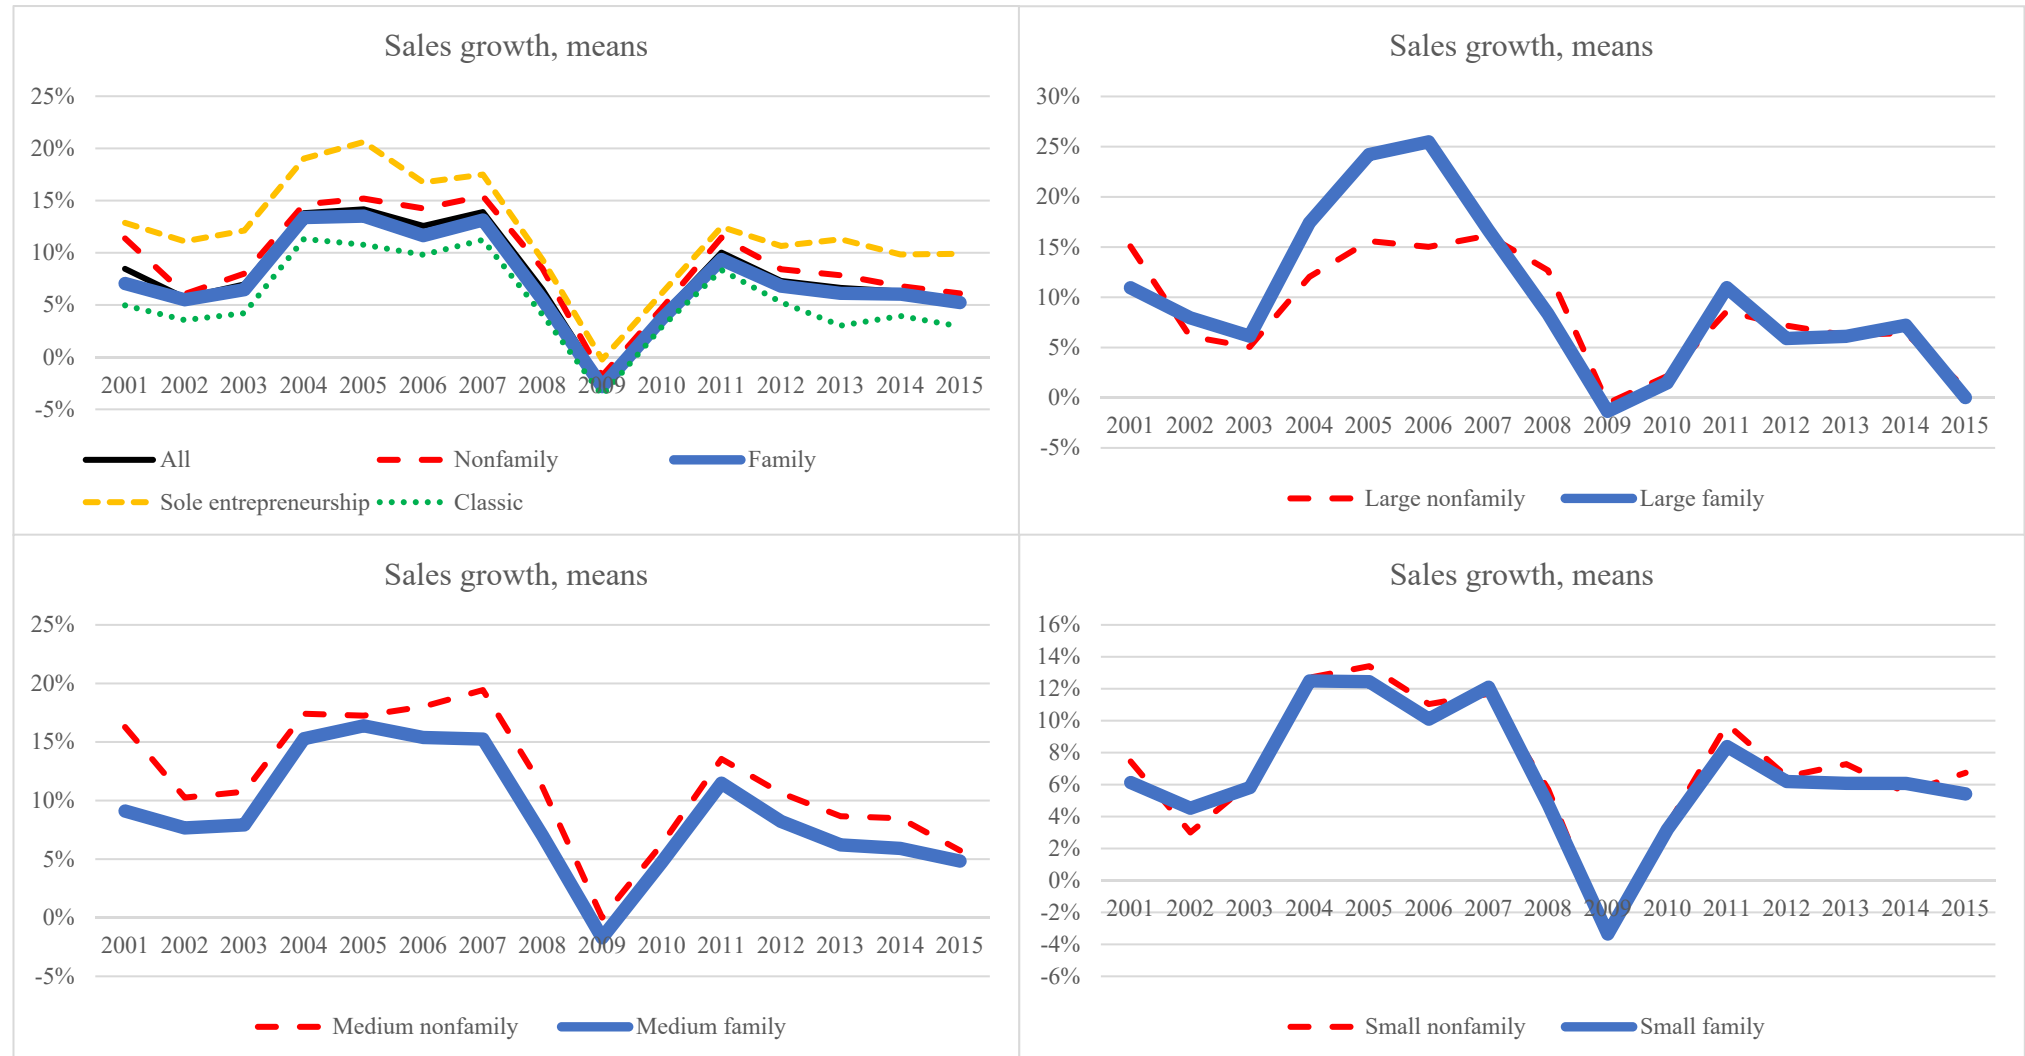 Sales growth, means
25%
20%
15%
10%
5%
0%
-5%
2001 2002 2003 2004 2005 2006 2007 2008 2009 2010 2011 2012 2013 2014 2015
All Nonfamily Family
Sole entrepreneurship Classic
Sales growth, means
30%
25%
20%
15%
10%
5%
0%
-5%
2001 2002 2003 2004 2005 2006 2007 2008 2009 2010 2011 2012 2013 2014 2015
Large nonfamily Large family
Sales growth, means
25%
20%
15%
10%
5%
0%
-5%
2001 2002 2003 2004 2005 2006 2007 2008 2009 2010 2011 2012 2013 2014 2015
Medium nonfamily Medium family
Sales growth, means
16%
14%
12%
10%
8%
6%
4%
2%
0%
-2%
-4%
-6%
2001 2002 2003 2004 2005 2006 2007 2008 2009 2010 2011 2012 2013 2014 2015
Small nonfamily Small family